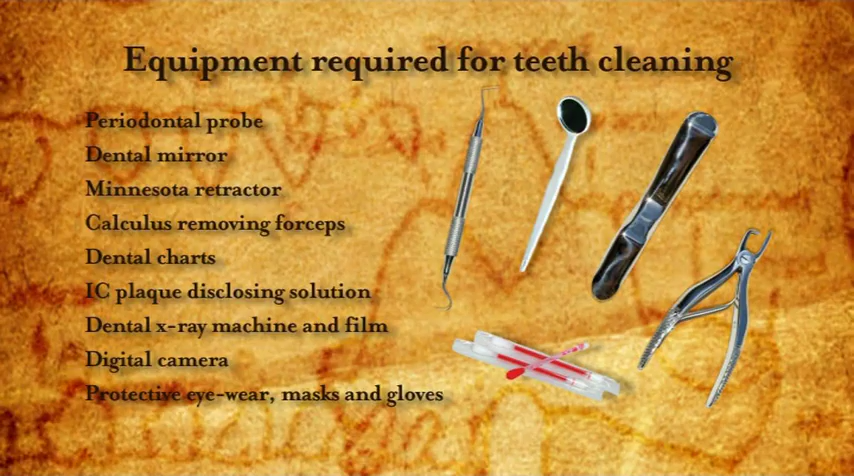 Equipment required for teeth cleaning
Periodontal probe
Dental mirror
Minnesota retractor
Calculus removing forceps
Dental charts
IC plaque disclosing solution
Dental x-ray machine and film
Digital camera
Protective eye-wear, masks and gloves